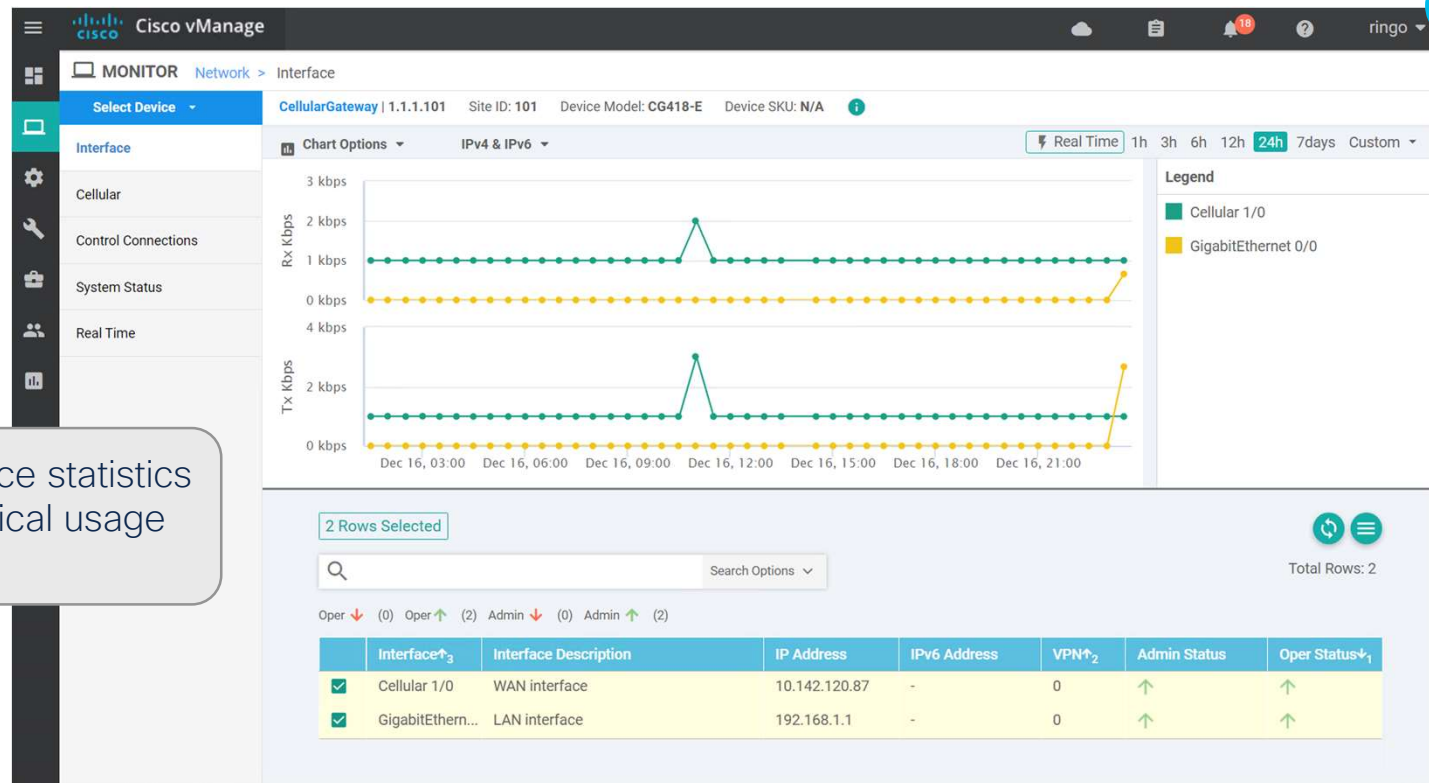 cisco Cisco vManage 18 ringo
MONITOR Network > Interface
Select Device CellularGateway | 1.1.1.101 Site ID: 101 Device Model: CG418-E Device SKU: N/A
Interface
Cellular
Control Connections
System Status
Real Time
Chart Options IPv4 & IPv6 Real Time 1h 3h 6h 12h 24h 7days Custom
3 kbps
2 kbps
1 kbps
0 kbps
Rx Kbps
4 kbps
2 kbps
0 kbps
Tx Kbps
Dec 16, 03:00 Dec 16, 06:00 Dec 16, 09:00 Dec 16, 12:00 Dec 16, 15:00 Dec 16, 18:00 Dec 16, 21:00
Legend
Cellular 1/0
GigabitEthernet 0/0
statistics
usage
2 Rows Selected
Search Options Total Rows: 2
Oper (0) Oper (2) Admin (0) Admin (2)
Interface↑3 Interface Description IP Address IPv6 Address VPN↑2 Admin Status Oper Status↓1
Cellular 1/0 WAN interface 10.142.120.87 - 0
GigabitEthern... LAN interface 192.168.1.1 - 0